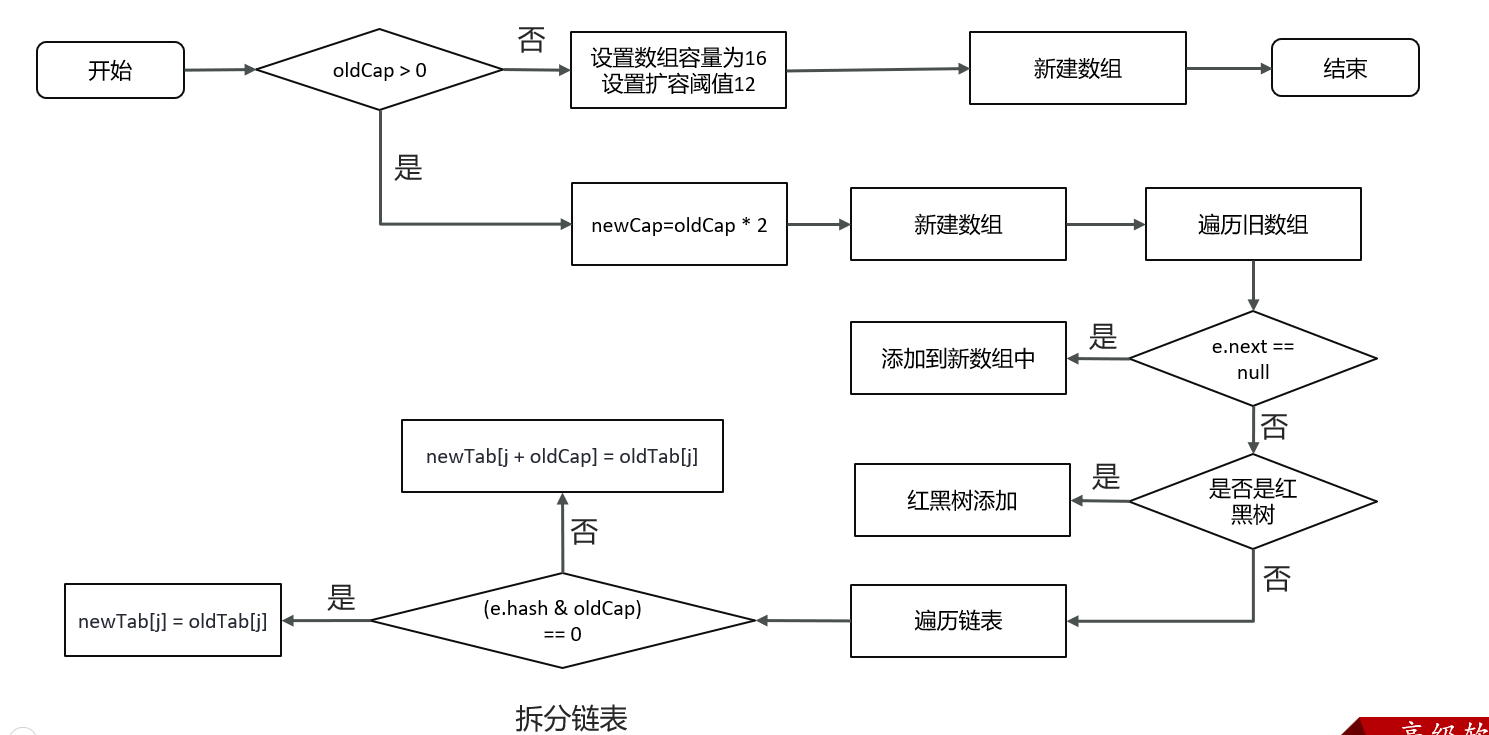 开始
oldCap > 0
否
设置数组容量为16
设置扩容阈值12
新建数组
结束
是
newCap=oldCap * 2
新建数组
遍历旧数组
添加到新数组中
是
e.next ==
null
否
newTab[j + oldCap] = oldTab[j]
红黑树添加
是
是否是红
黑树
否
否
newTab[j] = oldTab[j]
是
(e.hash & oldCap)
== 0
遍历链表
拆分链表
高级软